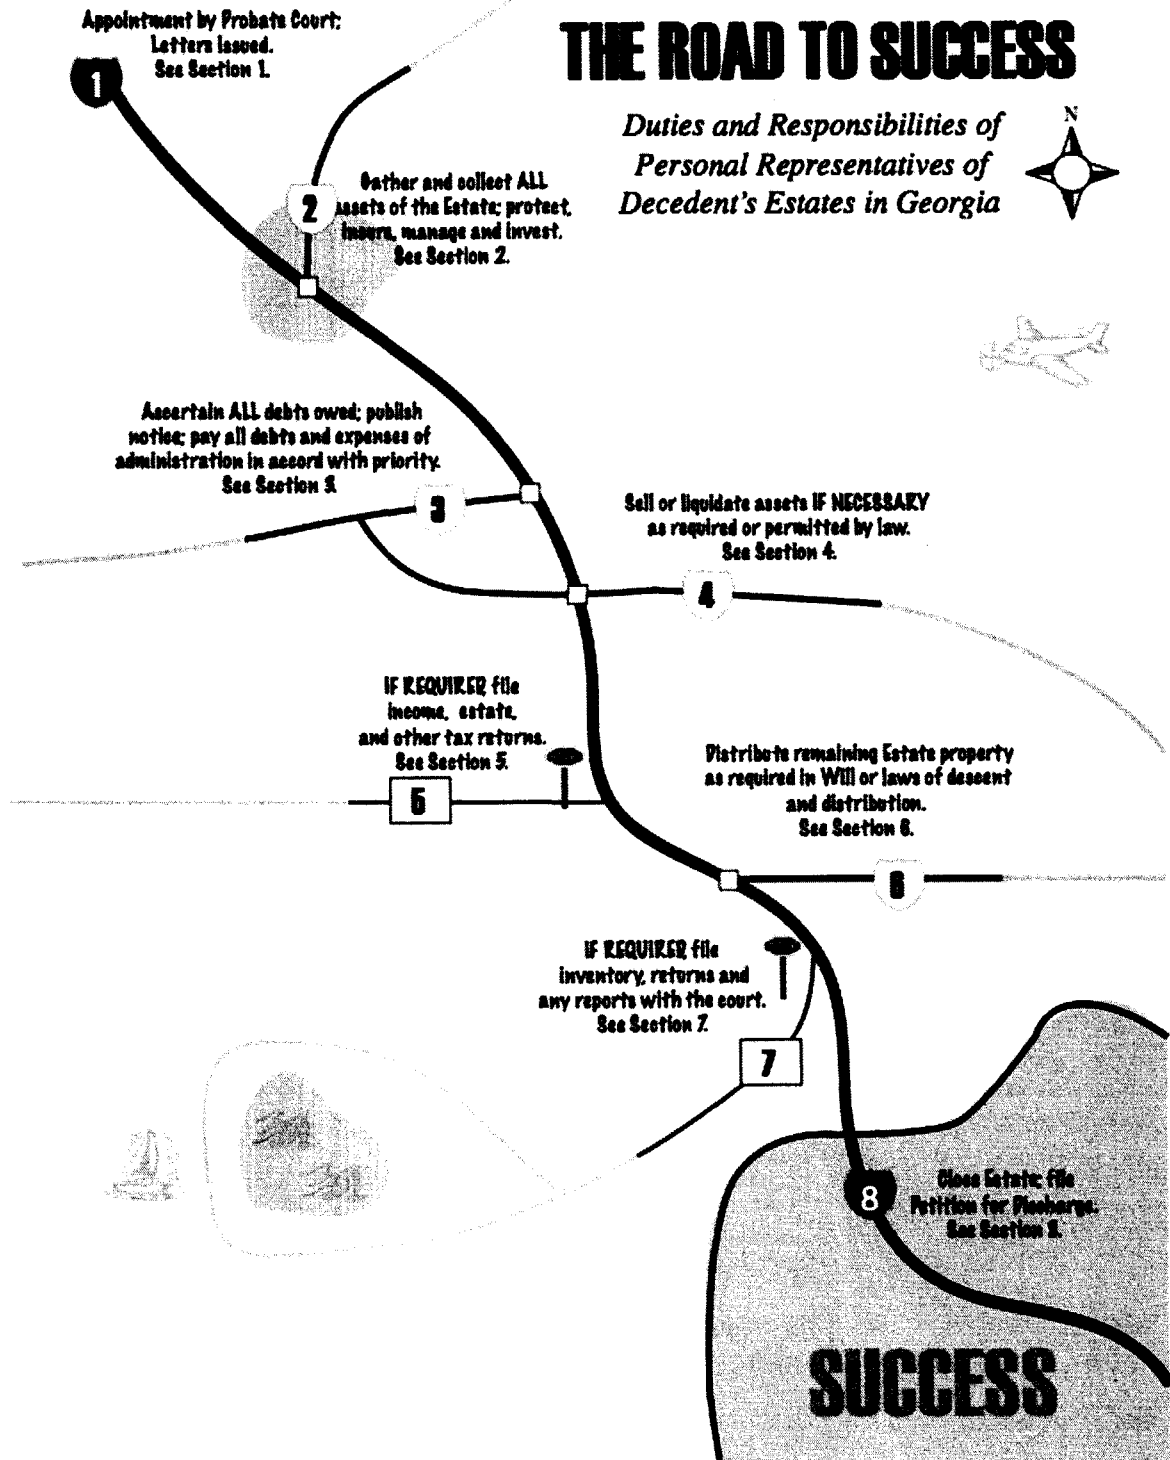 THE ROAD TO SUCCESS
Duties and Responsibilities of
Personal Representatives of
Decedent's Estates in Georgia
N
Appointment by Probate Court;
Letters Issued.
See Section 1.
1
Gather and collect ALL
assets of the Estate; protect,
insure, manage and invest.
See Section 2.
2
Ascertain ALL debts owed; publish
notice; pay all debts and expenses of
administration in accord with priority.
See Section 3.
3
Sell or liquidate assets IF NECESSARY
as required or permitted by law.
See Section 4.
4
IF REQUIRED, file
income, estate,
and other tax returns.
See Section 5.
5
Distribute remaining Estate property
as required in Will or laws of descent
and distribution.
See Section 6.
6
IF REQUIRED, file
inventory, returns and
any reports with the court.
See Section 7.
7
Close Estate; file
Petition for Discharge.
See Section 8.
8
SUCCESS